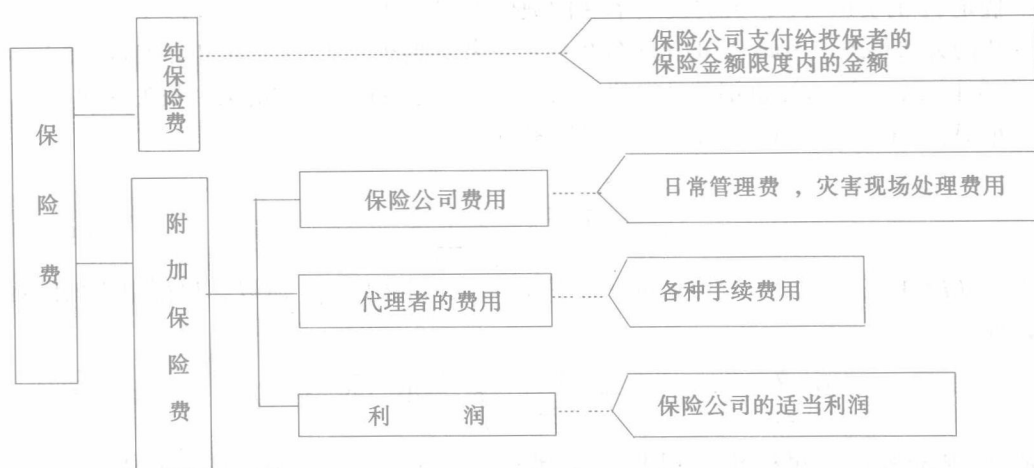 保险费
纯保险费
保险公司支付给投保者的
保险金额限度内的金额
附加保险费
保险公司费用
日常管理费，灾害现场处理费用
代理者的费用
各种手续费用
利 润
保险公司的适当利润